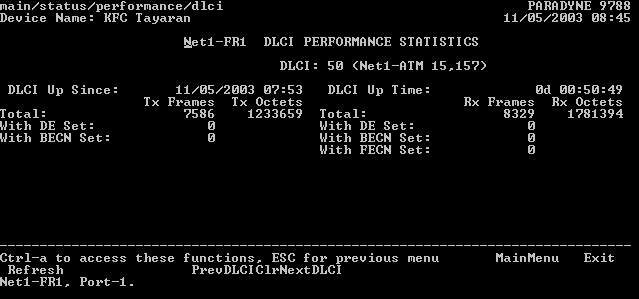 main/status/performance/dlci PARADYNE 9788
Device Name: KFC Tayaran 11/05/2003 08:45
Net1-FR1 DLCI PERFORMANCE STATISTICS
DLCI: 50 (Net1-ATM 15,157)
DLCI Up Since: 11/05/2003 07:53 DLCI Up Time: 0d 00:50:49
Tx Frames Tx Octets Rx Frames Rx Octets
Total: 7586 1233659 Total: 8329 1781394
With DE Set: 0 With DE Set: 0
With BECN Set: 0 With BECN Set: 0
With FECN Set: 0
Ctrl-a to access these functions, ESC for previous menu MainMenu Exit
Refresh PrevDLCIClrNextDLCI
Net1-FR1, Port-1.